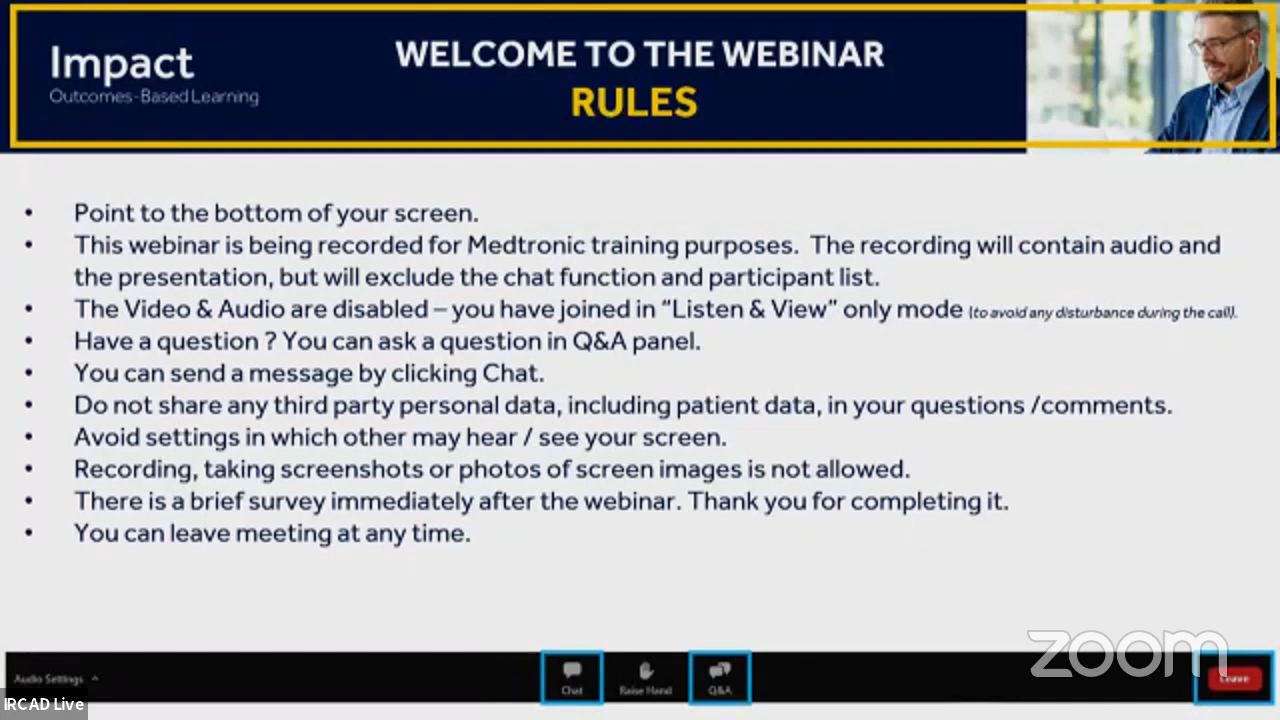 Impact
Outcomes-Based Learning
WELCOME TO THE WEBINAR
RULES
• Point to the bottom of your screen.
• This webinar is being recorded for Medtronic training purposes.  The recording will contain audio and
the presentation, but will exclude the chat function and participant list.
• The Video & Audio are disabled – you have joined in “Listen & View” only mode (to avoid any disturbance during the call).
• Have a question ? You can ask a question in Q&A panel.
• You can send a message by clicking Chat.
• Do not share any third party personal data, including patient data, in your questions /comments.
• Avoid settings in which other may hear / see your screen.
• Recording, taking screenshots or photos of screen images is not allowed.
• There is a brief survey immediately after the webinar. Thank you for completing it.
• You can leave meeting at any time.
zoom
Audio Settings
Chat
Raise Hand
Q&A
Leave
IRCAD Live